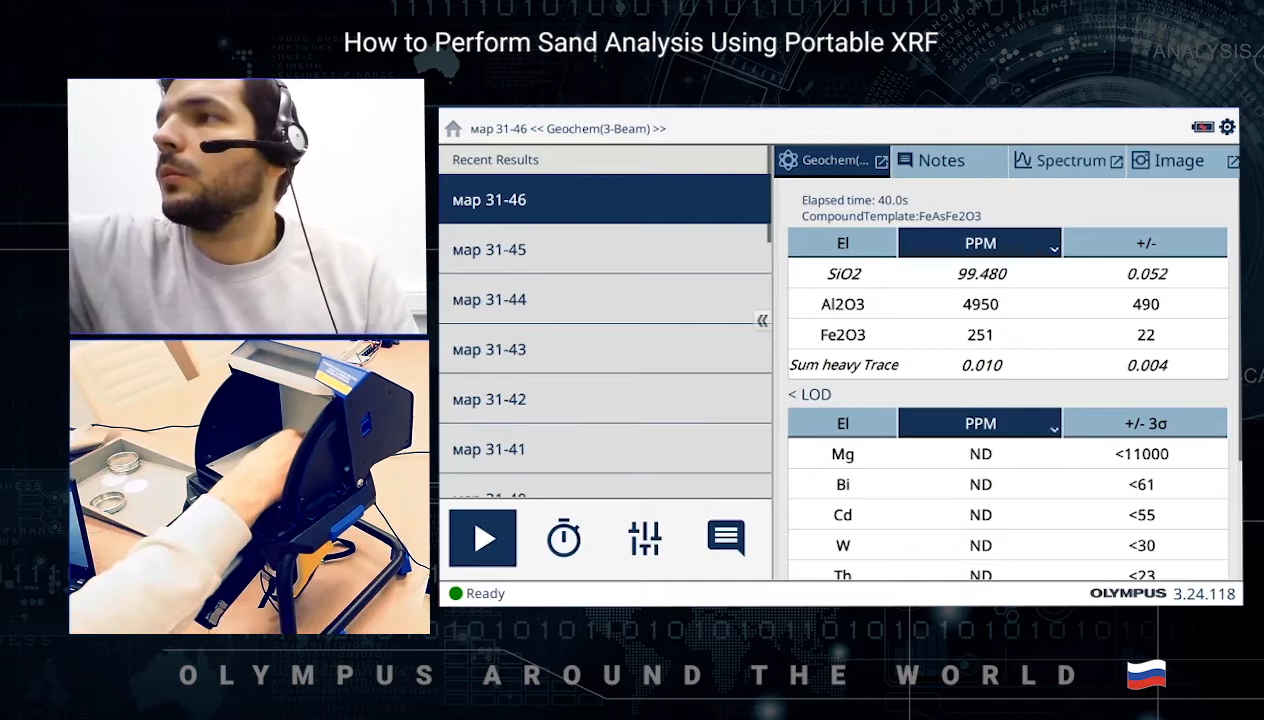 How to Perform Sand Analysis Using Portable XRF
ANALYSIS
мар 31-46 << Geochem(3-Beam) >>
Recent Results
мар 31-46
мар 31-45
мар 31-44
мар 31-43
мар 31-42
мар 31-41
Geochem(...
Notes
Spectrum
Image
Elapsed time: 40.0s
CompoundTemplate:FeAsFe2O3
El PPM +/-
SiO2 99.480 0.052
Al2O3 4950 490
Fe2O3 251 22
Sum heavy Trace 0.010 0.004
< LOD
El PPM +/- 3σ
Mg ND <11000
Bi ND <61
Cd ND <55
W ND <30
Th ND <23
Ready
OLYMPUS 3.24.118
OLYMPUS AROUND THE WORLD